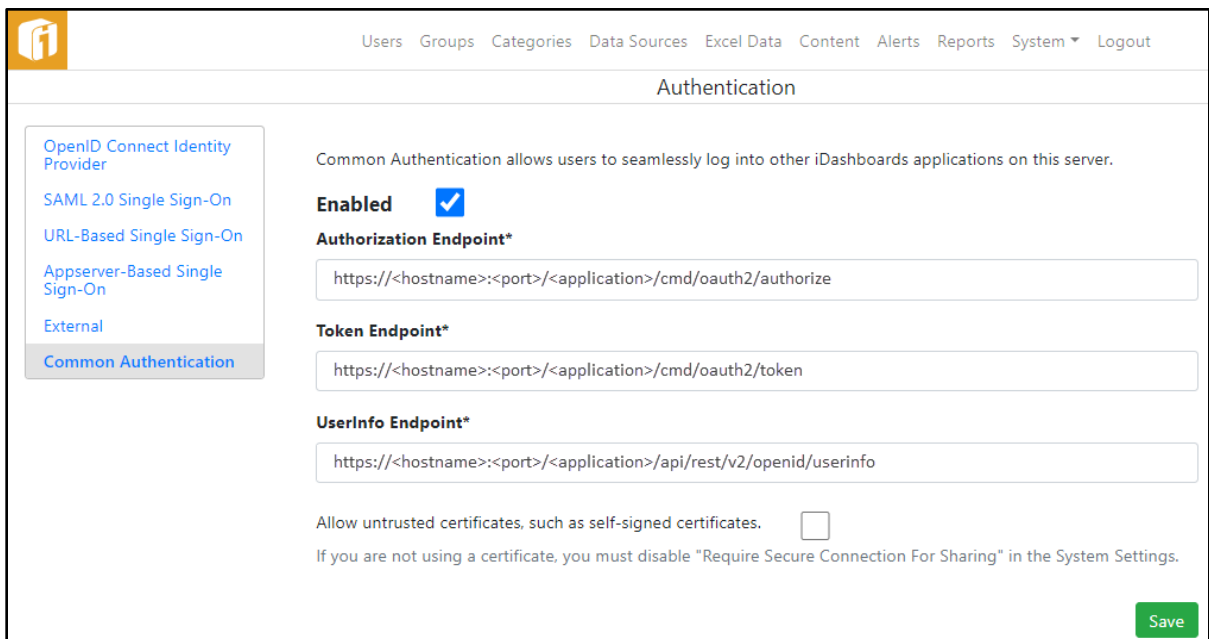 Users Groups Categories Data Sources Excel Data Content Alerts Reports System Logout
Authentication
OpenID Connect Identity
Provider
SAML 2.0 Single Sign-On
URL-Based Single Sign-On
Appserver-Based Single
Sign-On
External
Common Authentication
Common Authentication allows users to seamlessly log into other iDashboards applications on this server.
Enabled
Authorization Endpoint*
https://<hostname>:<port>/<application>/cmd/oauth2/authorize
Token Endpoint*
https://<hostname>:<port>/<application>/cmd/oauth2/token
UserInfo Endpoint*
https://<hostname>:<port>/<application>/api/rest/v2/openid/userinfo
Allow untrusted certificates, such as self-signed certificates.
If you are not using a certificate, you must disable "Require Secure Connection For Sharing" in the System Settings.
Save